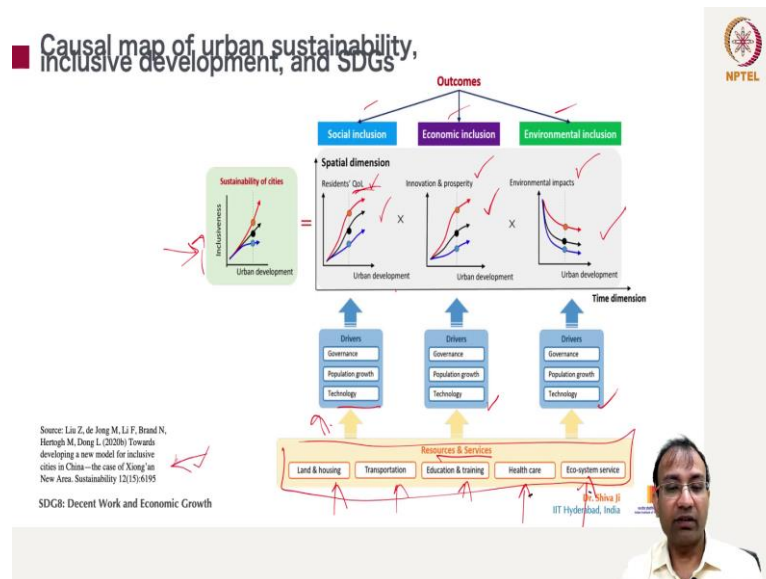 Causal map of urban sustainability,
inclusive development, and SDGs
NPTEL
Outcomes
Social inclusion
Economic inclusion
Environmental inclusion
Spatial dimension
Sustainability of cities
Inclusiveness
Urban development
=
Residents' QoL
Urban development
X
Innovation & prosperity
Urban development
X
Environmental impacts
Urban development
Time dimension
Drivers
Governance
Population growth
Technology
Drivers
Governance
Population growth
Technology
Drivers
Governance
Population growth
Technology
Resources & Services
Land & housing
Transportation
Education & training
Health care
Eco-system service
Source: Liu Z, de Jong M, Li F, Brand N,
Hertogh M, Dong L (2020b) Towards
developing a new model for inclusive
cities in China—the case of Xiong'an
New Area. Sustainability 12(15):6195
SDG8: Decent Work and Economic Growth
Dr. Shiva Ji
IIT Hyderabad, India